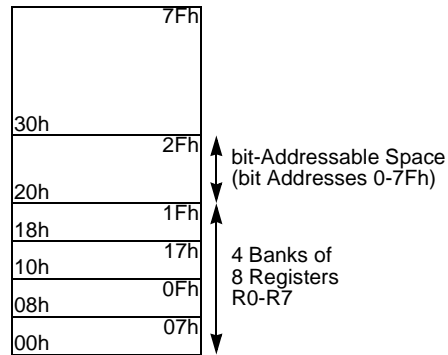 7Fh
30h
2Fh
bit-Addressable Space
(bit Addresses 0-7Fh)
20h
1Fh
18h
17h
10h
4 Banks of
8 Registers
R0-R7
0Fh
08h
07h
00h